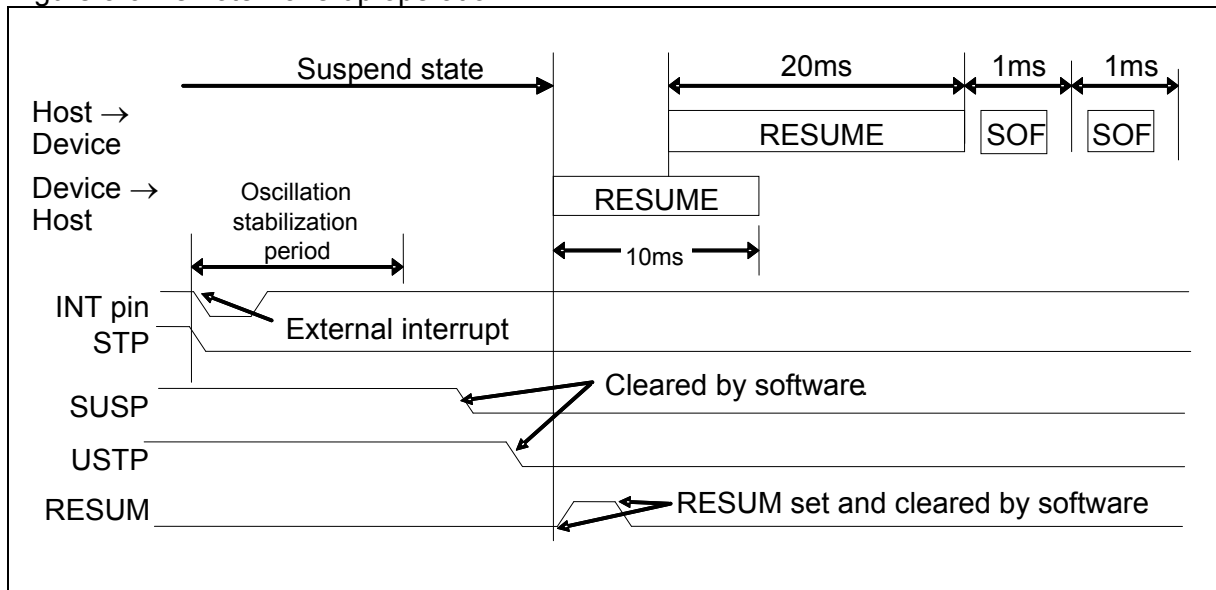 Suspend state
20ms
1ms
1ms
Host →
Device
RESUME
SOF
SOF
Device →
Host
RESUME
Oscillation
stabilization
period
10ms
INT pin
External interrupt
STP
SUSP
Cleared by software.
USTP
RESUM
RESUM set and cleared by software